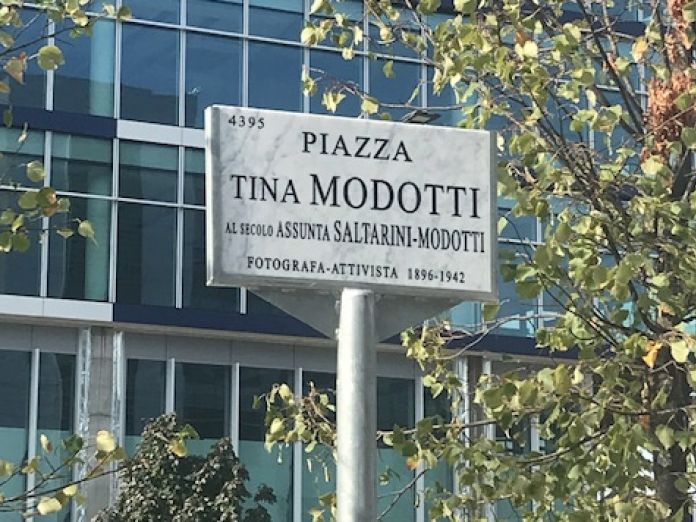 4395
PIAZZA
TINA MODOTTI
AL SECOLO ASSUNTA SALTARINI-MODOTTI
FOTOGRAFA-ATTIVISTA 1896-1942